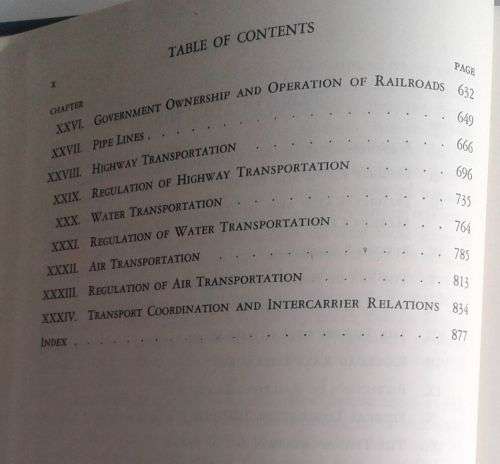 TABLE OF CONTENTS
x
CHAPTER PAGE
XXVI. GOVERNMENT OWNERSHIP AND OPERATION OF RAILROADS 632
XXVII. PIPE LINES . . . . . . . . . . . . 649
XXVIII. HIGHWAY TRANSPORTATION . . . . . . . . 666
XXIX. REGULATION OF HIGHWAY TRANSPORTATION . . . . 696
XXX. WATER TRANSPORTATION . . . . . . . . . 735
XXXI. REGULATION OF WATER TRANSPORTATION . . . . . 764
XXXII. AIR TRANSPORTATION . . . . . . . . . 785
XXXIII. REGULATION OF AIR TRANSPORTATION . . . . . . 813
XXXIV. TRANSPORT COORDINATION AND INTERCARRIER RELATIONS 834
INDEX . . . . . . . . . . . . . . . 877